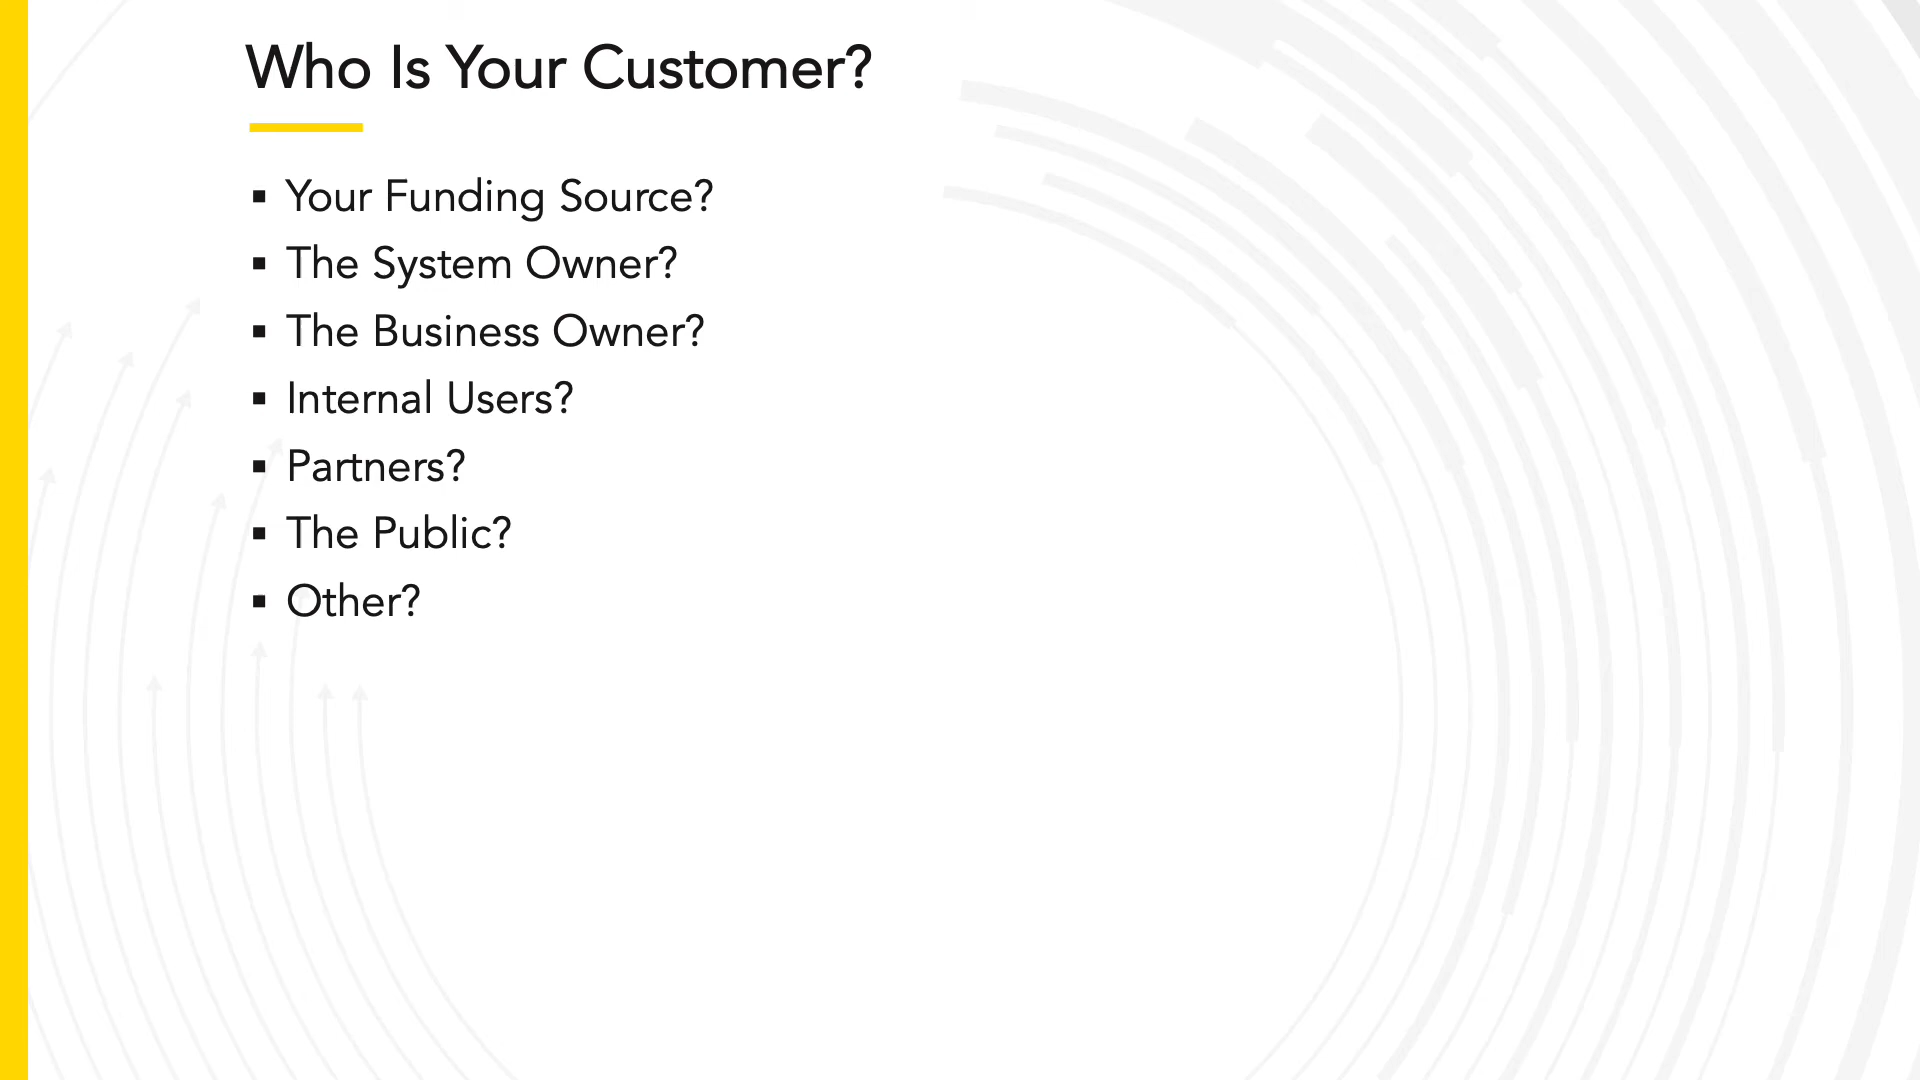 Who Is Your Customer?
▪ Your Funding Source?
▪ The System Owner?
▪ The Business Owner?
▪ Internal Users?
▪ Partners?
▪ The Public?
▪ Other?